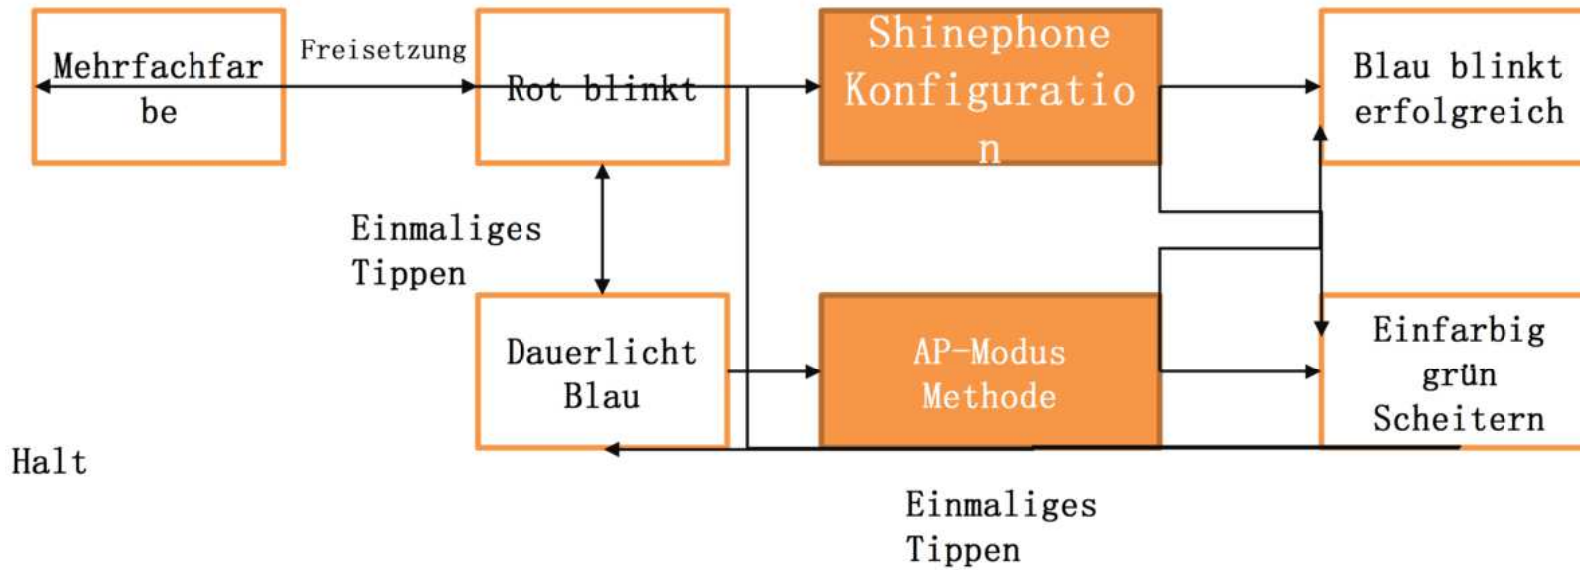 Mehrfachfar
be
Freisetzung
Rot blinkt
Shinephone
Konfiguratio
n
Blau blinkt
erfolgreich
Einmaliges
Tippen
Dauerlicht
Blau
AP-Modus
Methode
Einfarbig
grün
Scheitern
Halt
Einmaliges
Tippen